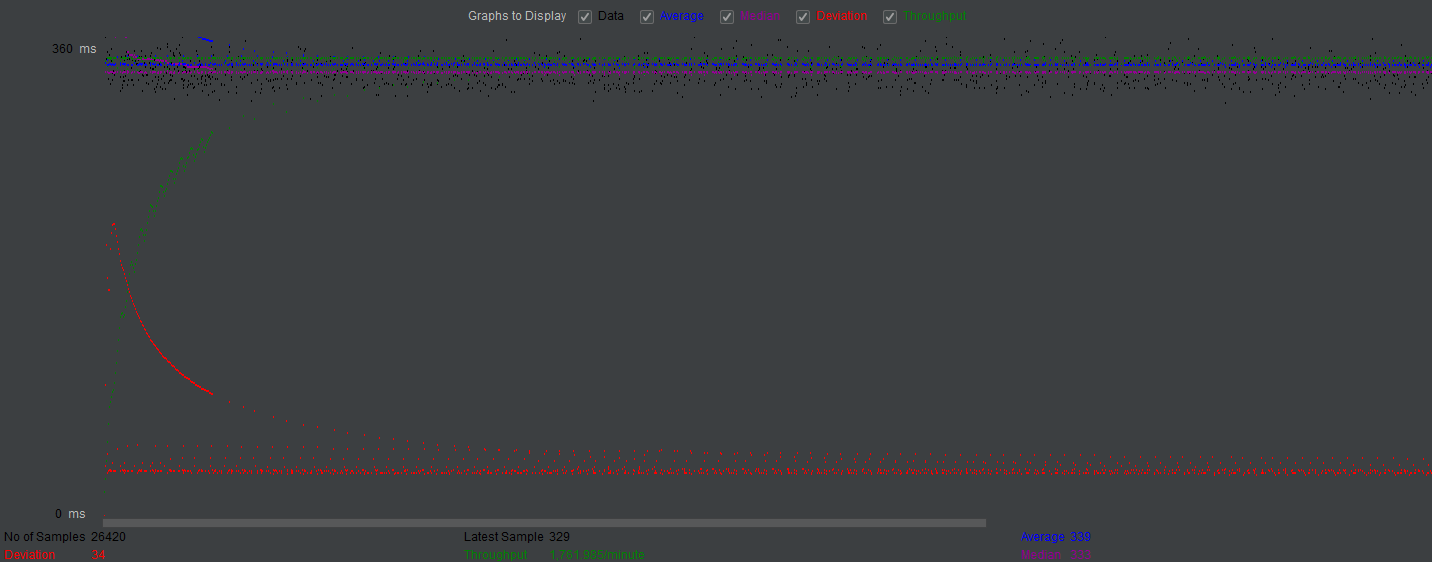 Graphs to Display Data Average Median Deviation Throughput
360 ms
0 ms
No of Samples 26420 Latest Sample 329 Average 339
Deviation 34 Throughput 1,761.985/minute Median 333